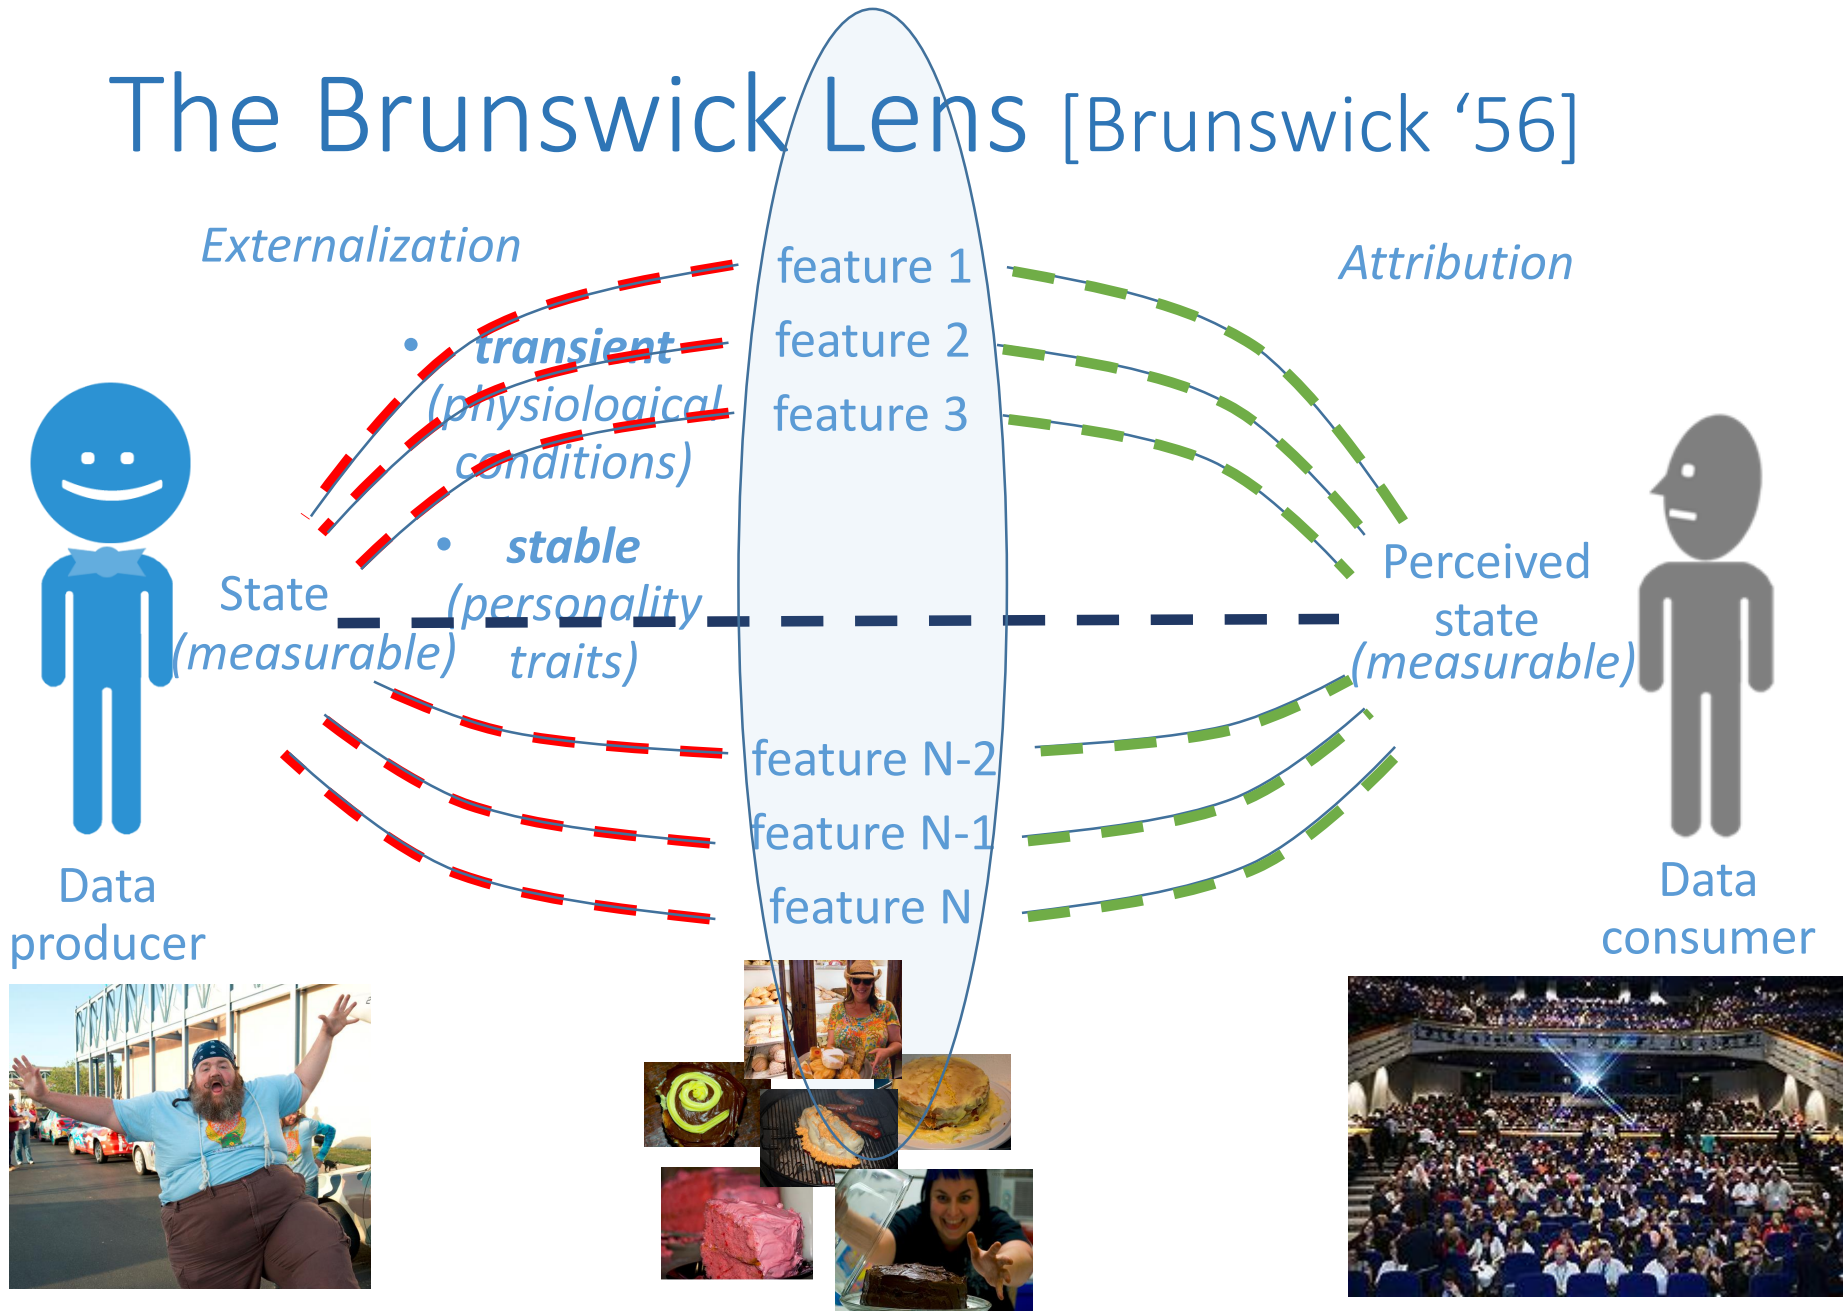 The Brunswick Lens [Brunswick ‘56]
Externalization
Attribution
• transient
(physiological
conditions)
• stable
(personality
traits)
State
(measurable)
feature 1
feature 2
feature 3
feature N-2
feature N-1
feature N
Perceived
state
(measurable)
Data
producer
Data
consumer